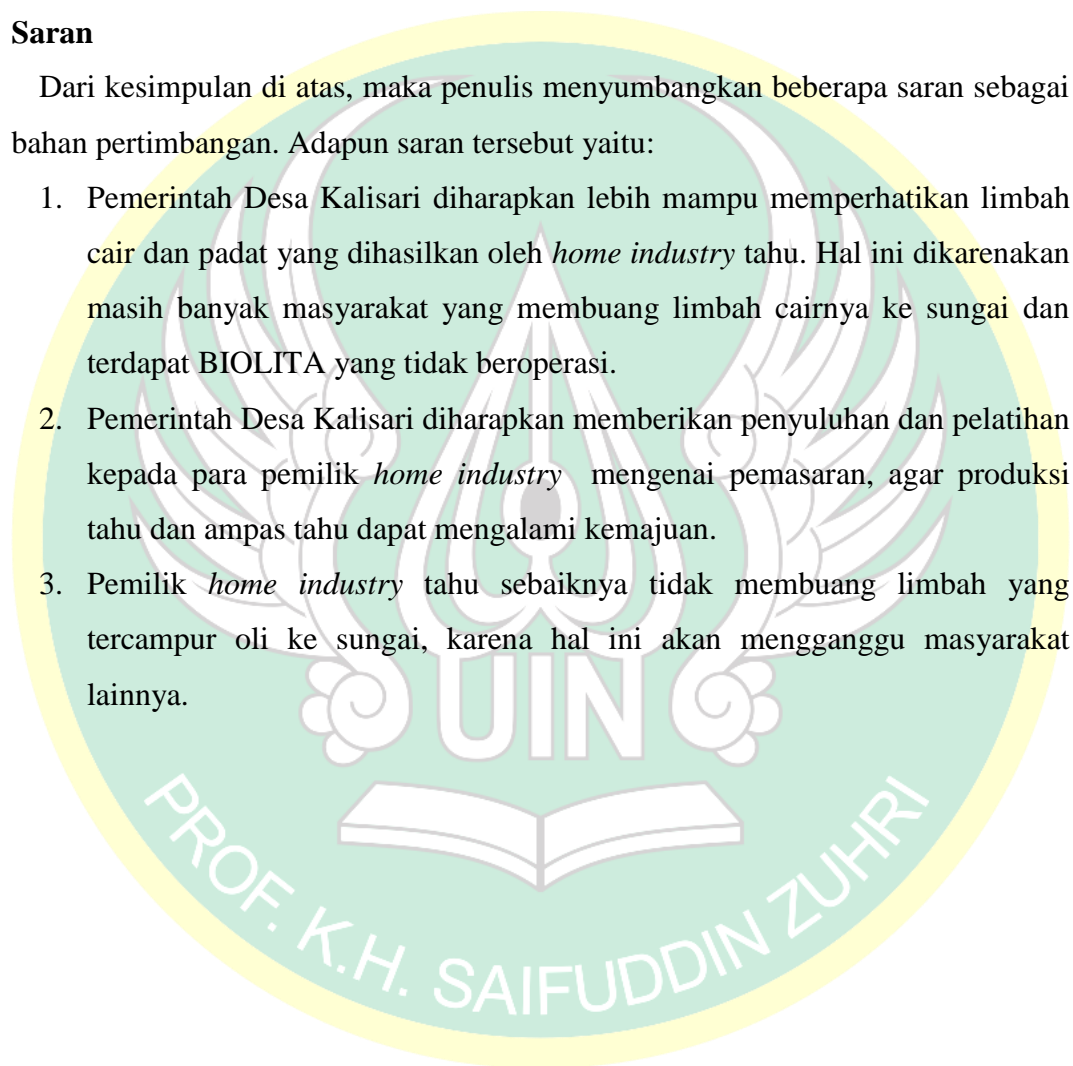 Saran
Dari kesimpulan di atas, maka penulis menyumbangkan beberapa saran sebagai
bahan pertimbangan. Adapun saran tersebut yaitu:
1. Pemerintah Desa Kalisari diharapkan lebih mampu memperhatikan limbah
cair dan padat yang dihasilkan oleh home industry tahu. Hal ini dikarenakan
masih banyak masyarakat yang membuang limbah cairnya ke sungai dan
terdapat BIOLITA yang tidak beroperasi.
2. Pemerintah Desa Kalisari diharapkan memberikan penyuluhan dan pelatihan
kepada para pemilik home industry mengenai pemasaran, agar produksi
tahu dan ampas tahu dapat mengalami kemajuan.
3. Pemilik home industry tahu sebaiknya tidak membuang limbah yang
tercampur oli ke sungai, karena hal ini akan mengganggu masyarakat
lainnya.
UIN
PROF. K.H. SAIFUDDIN ZUHRI